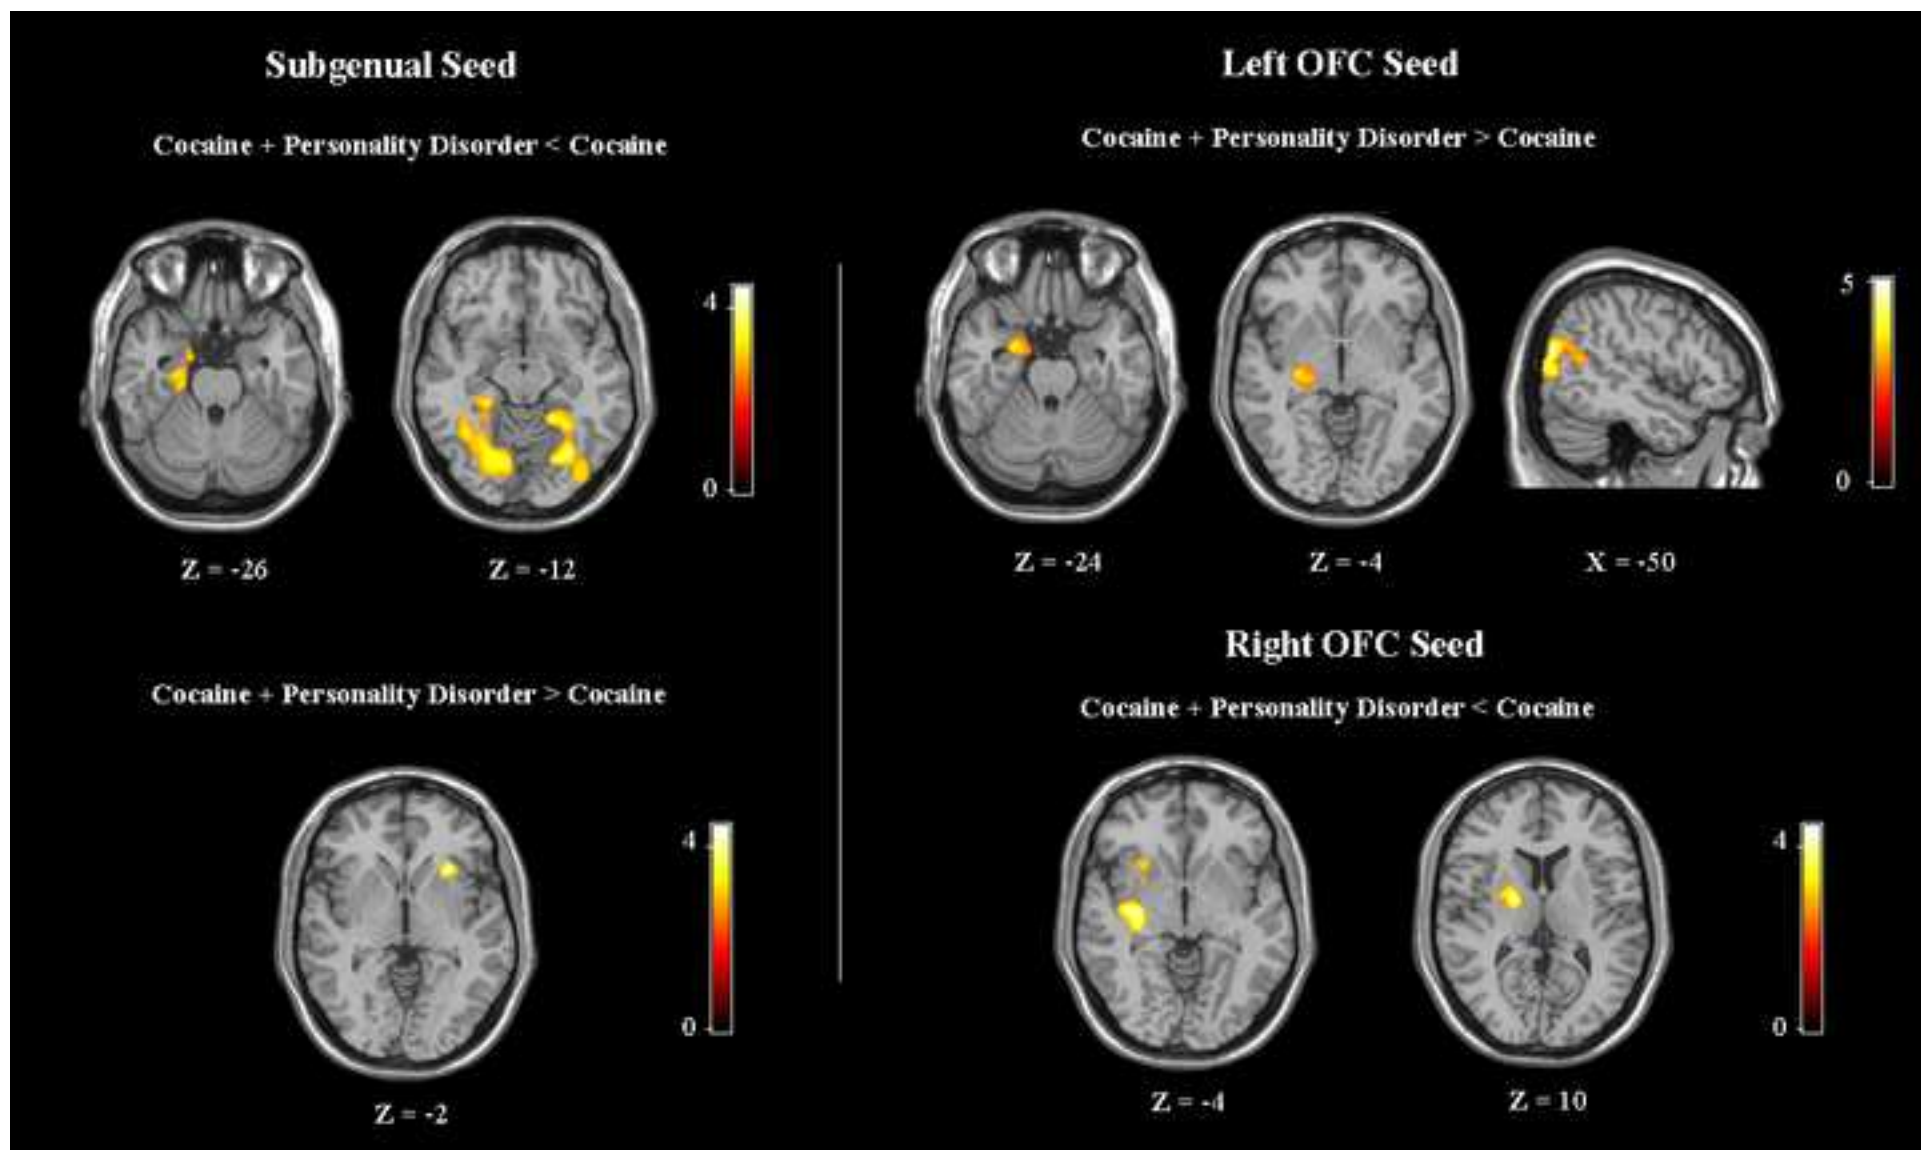 Subgenual Seed
Cocaine + Personality Disorder < Cocaine
4
0
Z = -26
Z = -12
Cocaine + Personality Disorder > Cocaine
4
0
Z = -2
Left OFC Seed
Cocaine + Personality Disorder > Cocaine
5
0
Z = -24
Z = -4
X = -50
Right OFC Seed
Cocaine + Personality Disorder < Cocaine
4
0
Z = -4
Z = 10